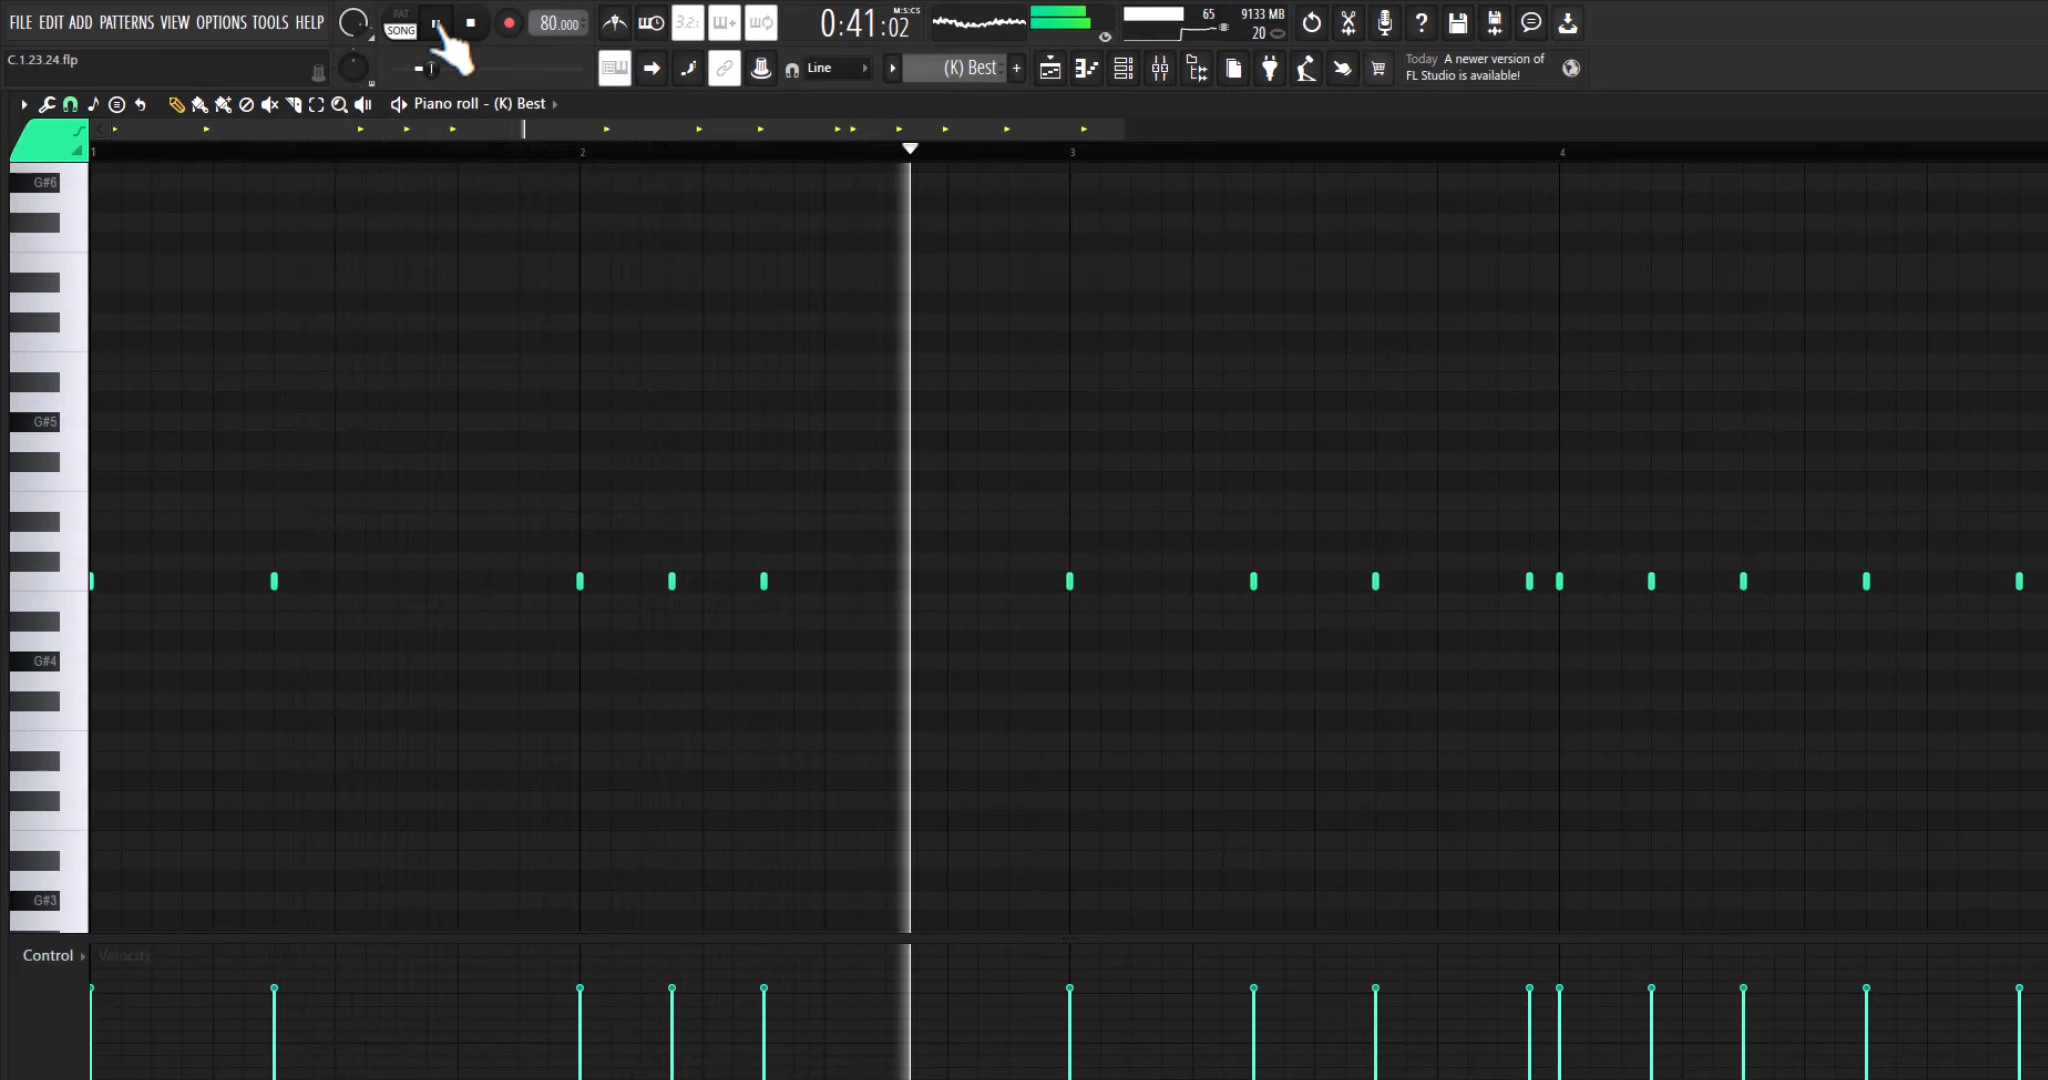 FILE EDIT ADD PATTERNS VIEW OPTIONS TOOLS HELP
PAT
SONG
80.000
3.2.
0:41:02
M:S:CS
65
9133 MB
20
C.1.23.24.flp
Line
(K) Best
+
Today A newer version of
FL Studio is available!
Piano roll - (K) Best
1 2 3 4
G#6
G#5
G#4
G#3
Control
Velocity